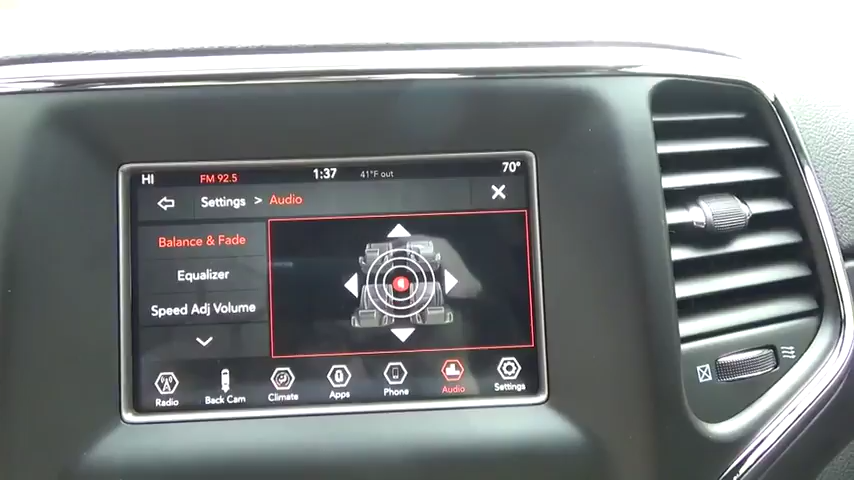 HI FM 92.5 1:37 41°F out 70°
Settings > Audio
Balance & Fade
Equalizer
Speed Adj Volume
Radio Back Cam Climate Apps Phone Audio Settings